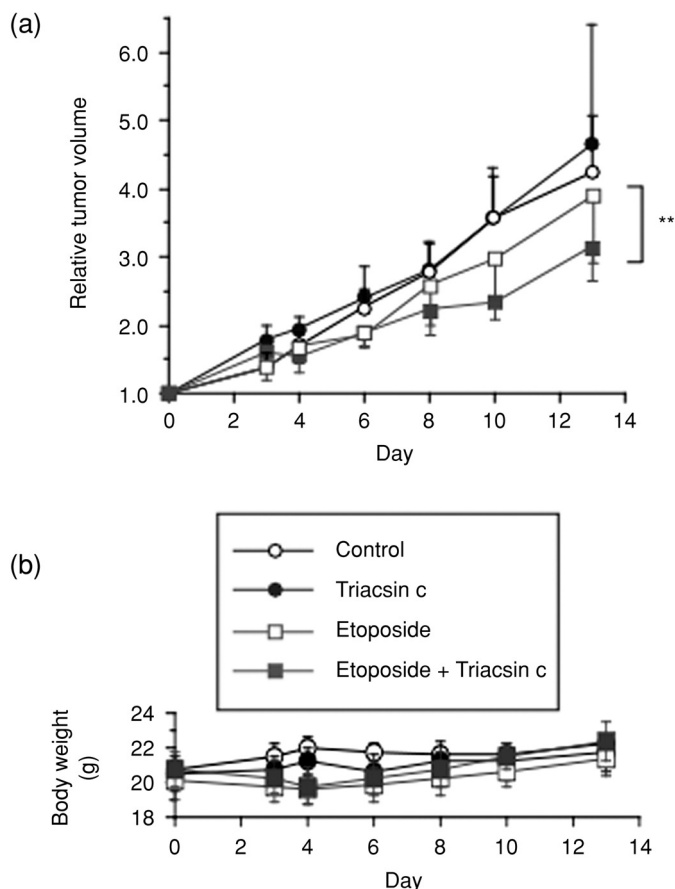 (a)
Relative tumor volume
6.0
5.0
4.0
3.0
2.0
1.0
**
0 2 4 6 8 10 12 14
Day
Control
Triacsin c
Etoposide
Etoposide + Triacsin c
(b)
Body weight
(g)
24
22
20
18
0 2 4 6 8 10 12 14
Day